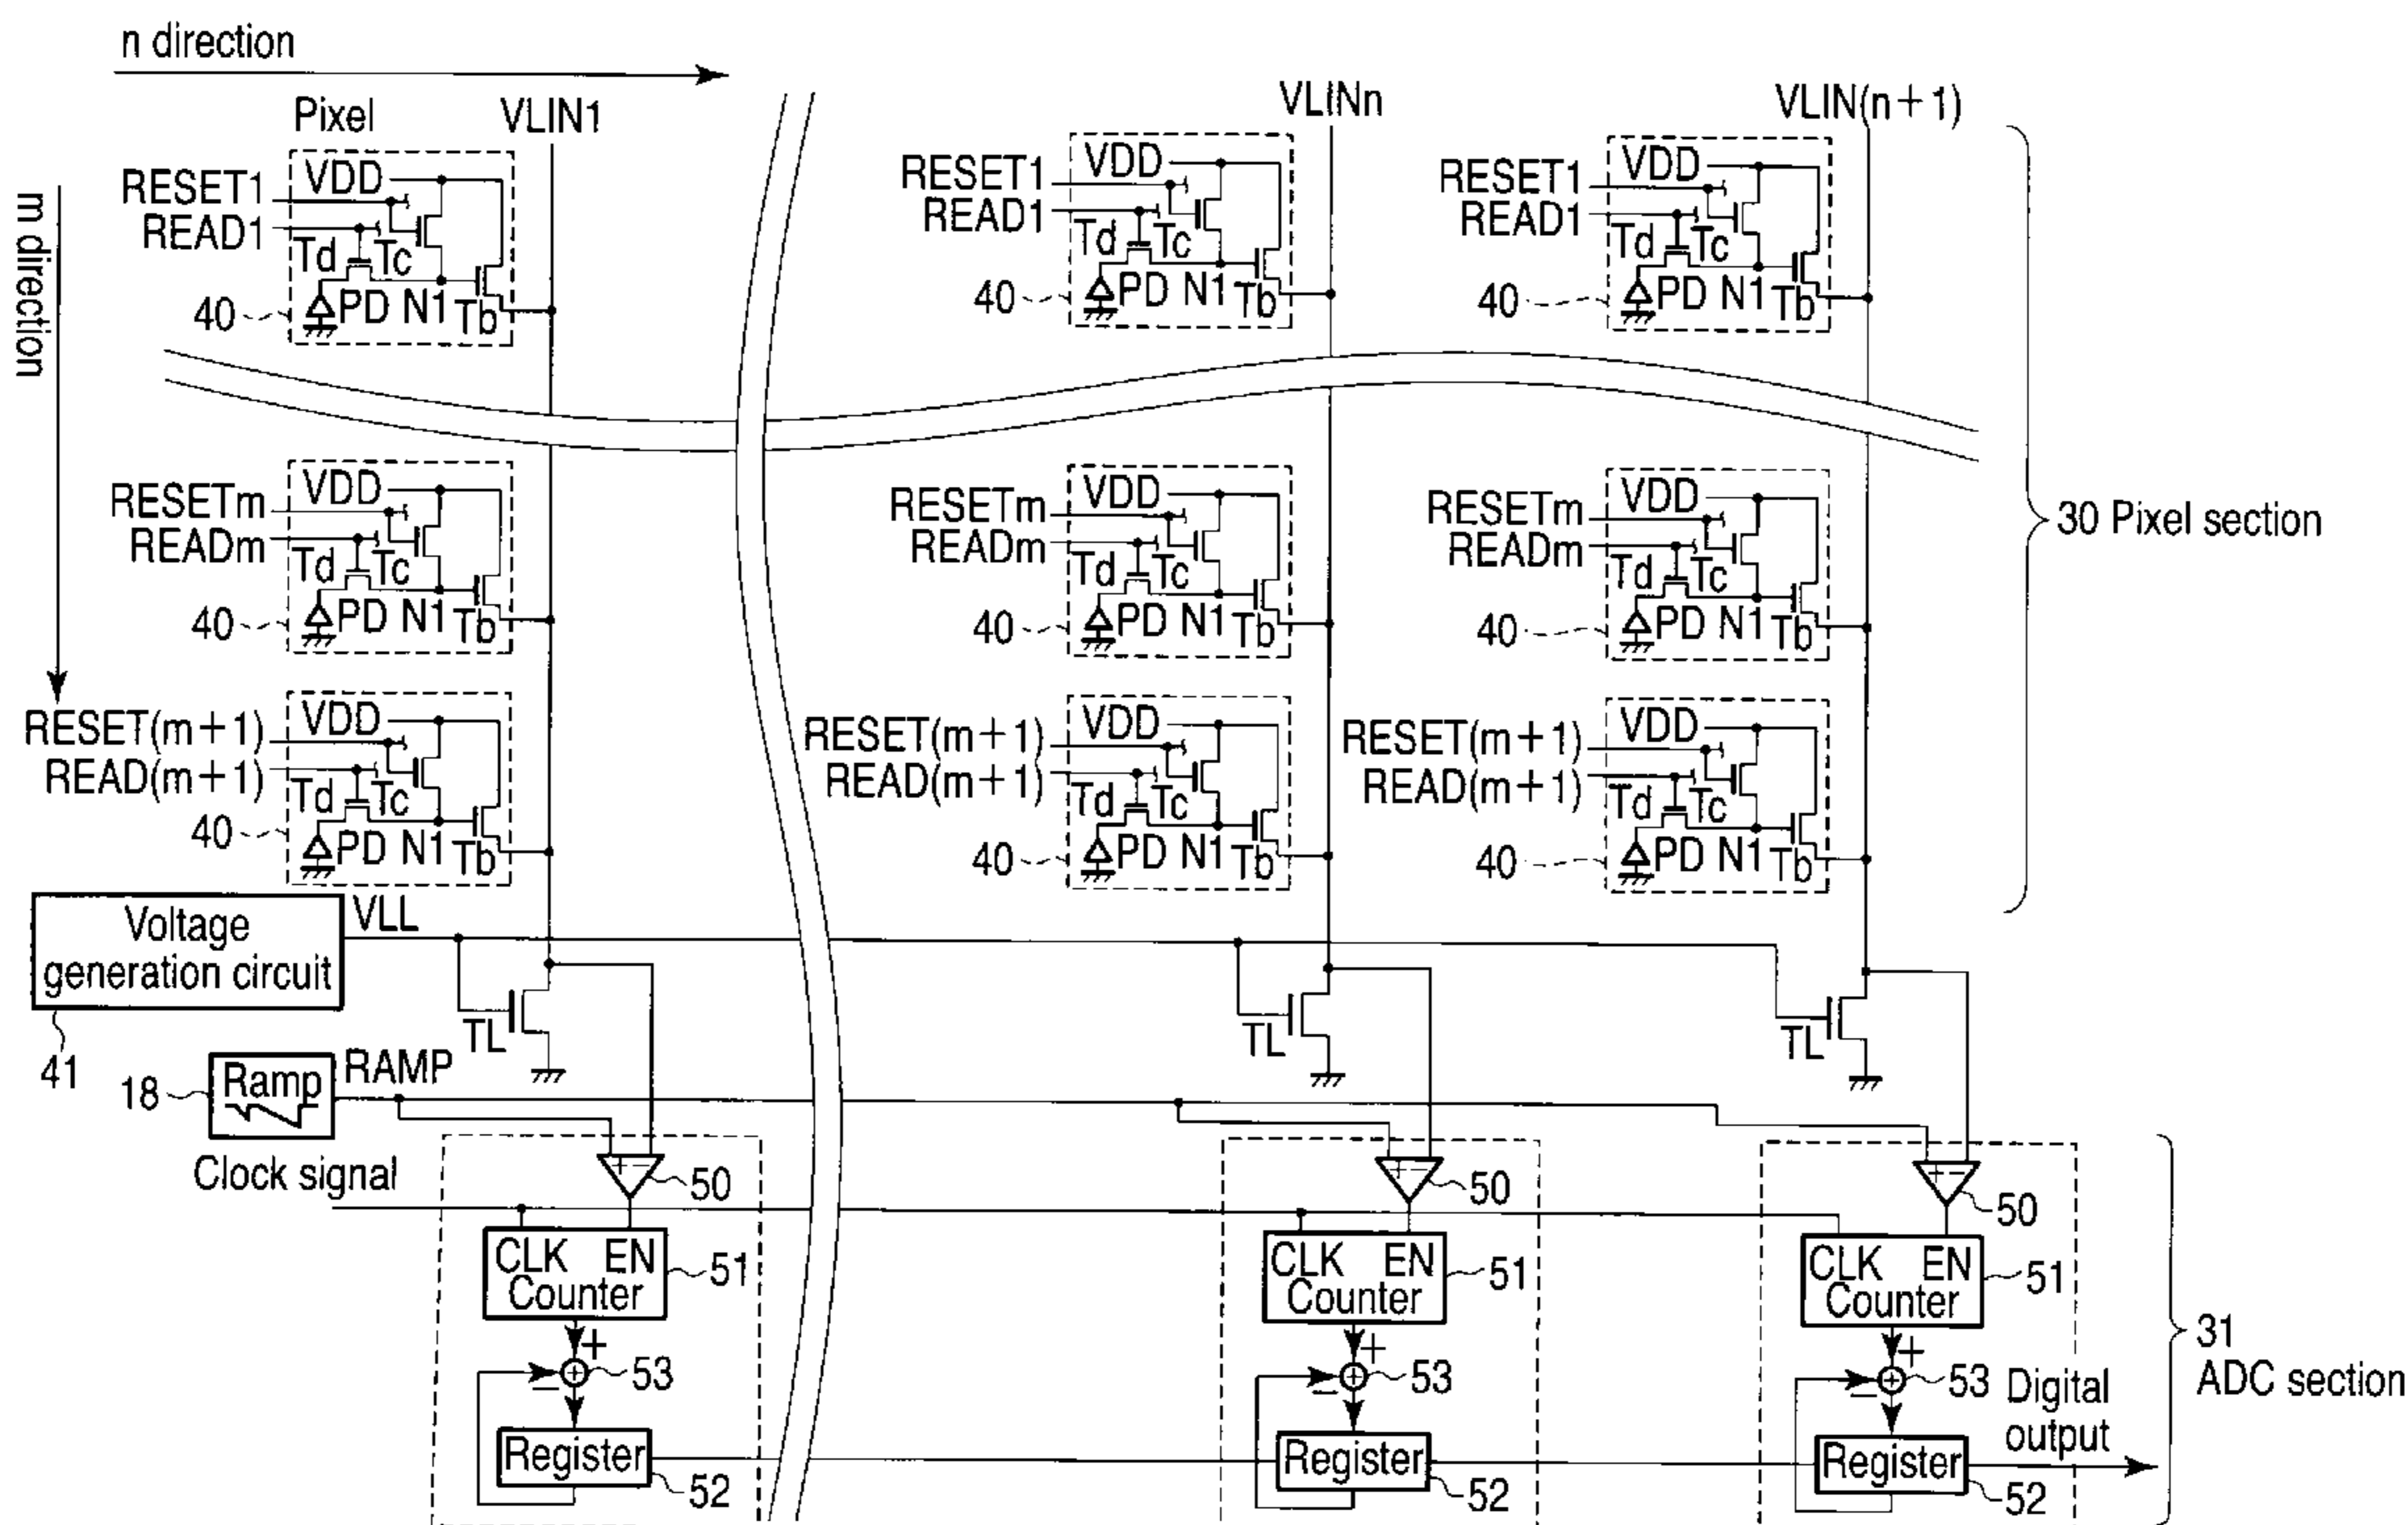 n direction
m direction
Pixel
VLIN1
VLINn
VLIN(n+1)
RESET1
READ1
VDD
Td
Tc
PD
N1
Tb
40
RESET1
READ1
VDD
Td
Tc
PD
N1
Tb
40
RESET1
READ1
VDD
Td
Tc
PD
N1
Tb
40
RESETm
READm
VDD
Td
Tc
PD
N1
Tb
40
RESETm
READm
VDD
Td
Tc
PD
N1
Tb
40
RESETm
READm
VDD
Td
Tc
PD
N1
Tb
40
30 Pixel section
RESET(m+1)
READ(m+1)
VDD
Td
Tc
PD
N1
Tb
40
RESET(m+1)
READ(m+1)
VDD
Td
Tc
PD
N1
Tb
40
RESET(m+1)
READ(m+1)
VDD
Td
Tc
PD
N1
Tb
40
Voltage
generation circuit
41
VLL
TL
TL
TL
18
Ramp
RAMP
Clock signal
+ −
50
+ −
50
+ −
50
CLK EN
Counter
51
CLK EN
Counter
51
CLK EN
Counter
51
+
−
53
+
−
53
+
−
53
Register
52
Register
52
Register
52
Digital
output
31
ADC section